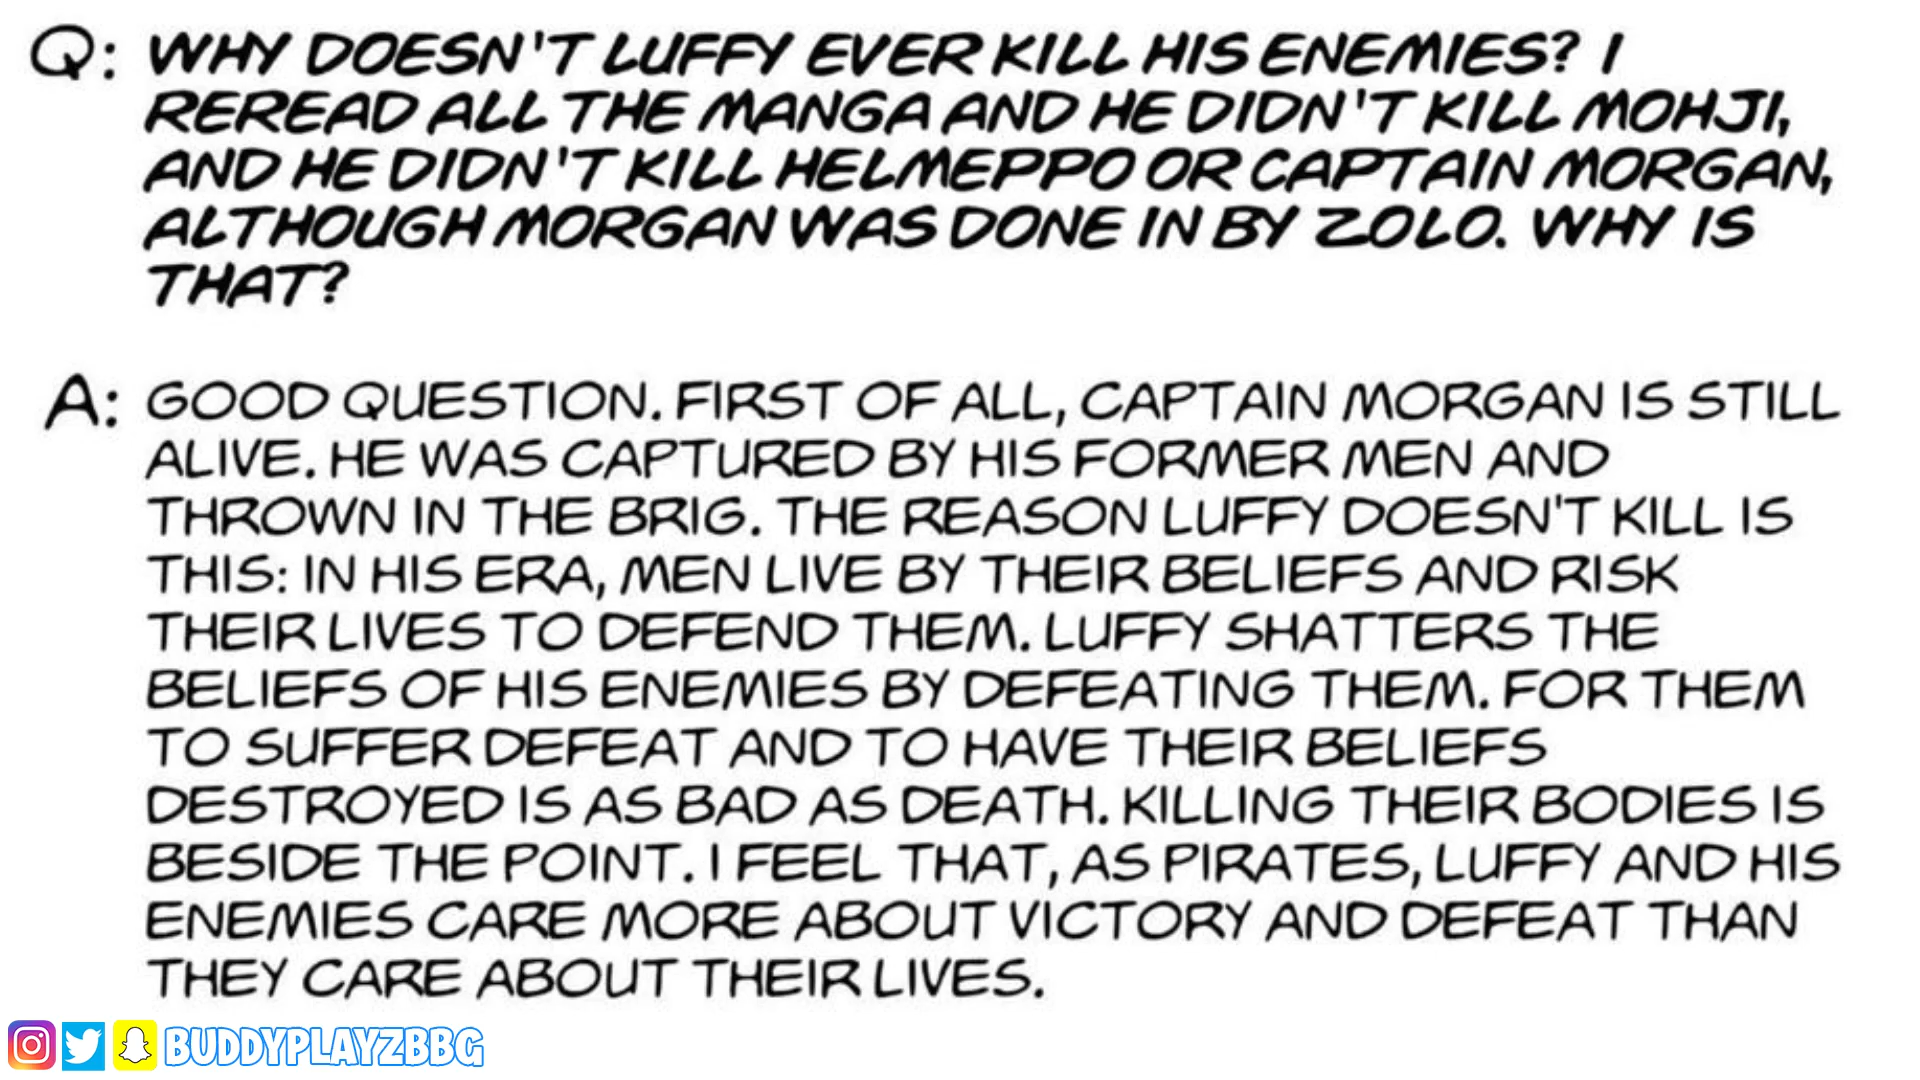 Q: WHY DOESN'T LUFFY EVER KILL HIS ENEMIES? I
REREAD ALL THE MANGA AND HE DIDN'T KILL MOHJI,
AND HE DIDN'T KILL HELMEPPO OR CAPTAIN MORGAN,
ALTHOUGH MORGAN WAS DONE IN BY ZOLO. WHY IS
THAT?
A: GOOD QUESTION. FIRST OF ALL, CAPTAIN MORGAN IS STILL
ALIVE. HE WAS CAPTURED BY HIS FORMER MEN AND
THROWN IN THE BRIG. THE REASON LUFFY DOESN'T KILL IS
THIS: IN HIS ERA, MEN LIVE BY THEIR BELIEFS AND RISK
THEIR LIVES TO DEFEND THEM. LUFFY SHATTERS THE
BELIEFS OF HIS ENEMIES BY DEFEATING THEM. FOR THEM
TO SUFFER DEFEAT AND TO HAVE THEIR BELIEFS
DESTROYED IS AS BAD AS DEATH. KILLING THEIR BODIES IS
BESIDE THE POINT. I FEEL THAT, AS PIRATES, LUFFY AND HIS
ENEMIES CARE MORE ABOUT VICTORY AND DEFEAT THAN
THEY CARE ABOUT THEIR LIVES.
BUDDYPLAYZBBG